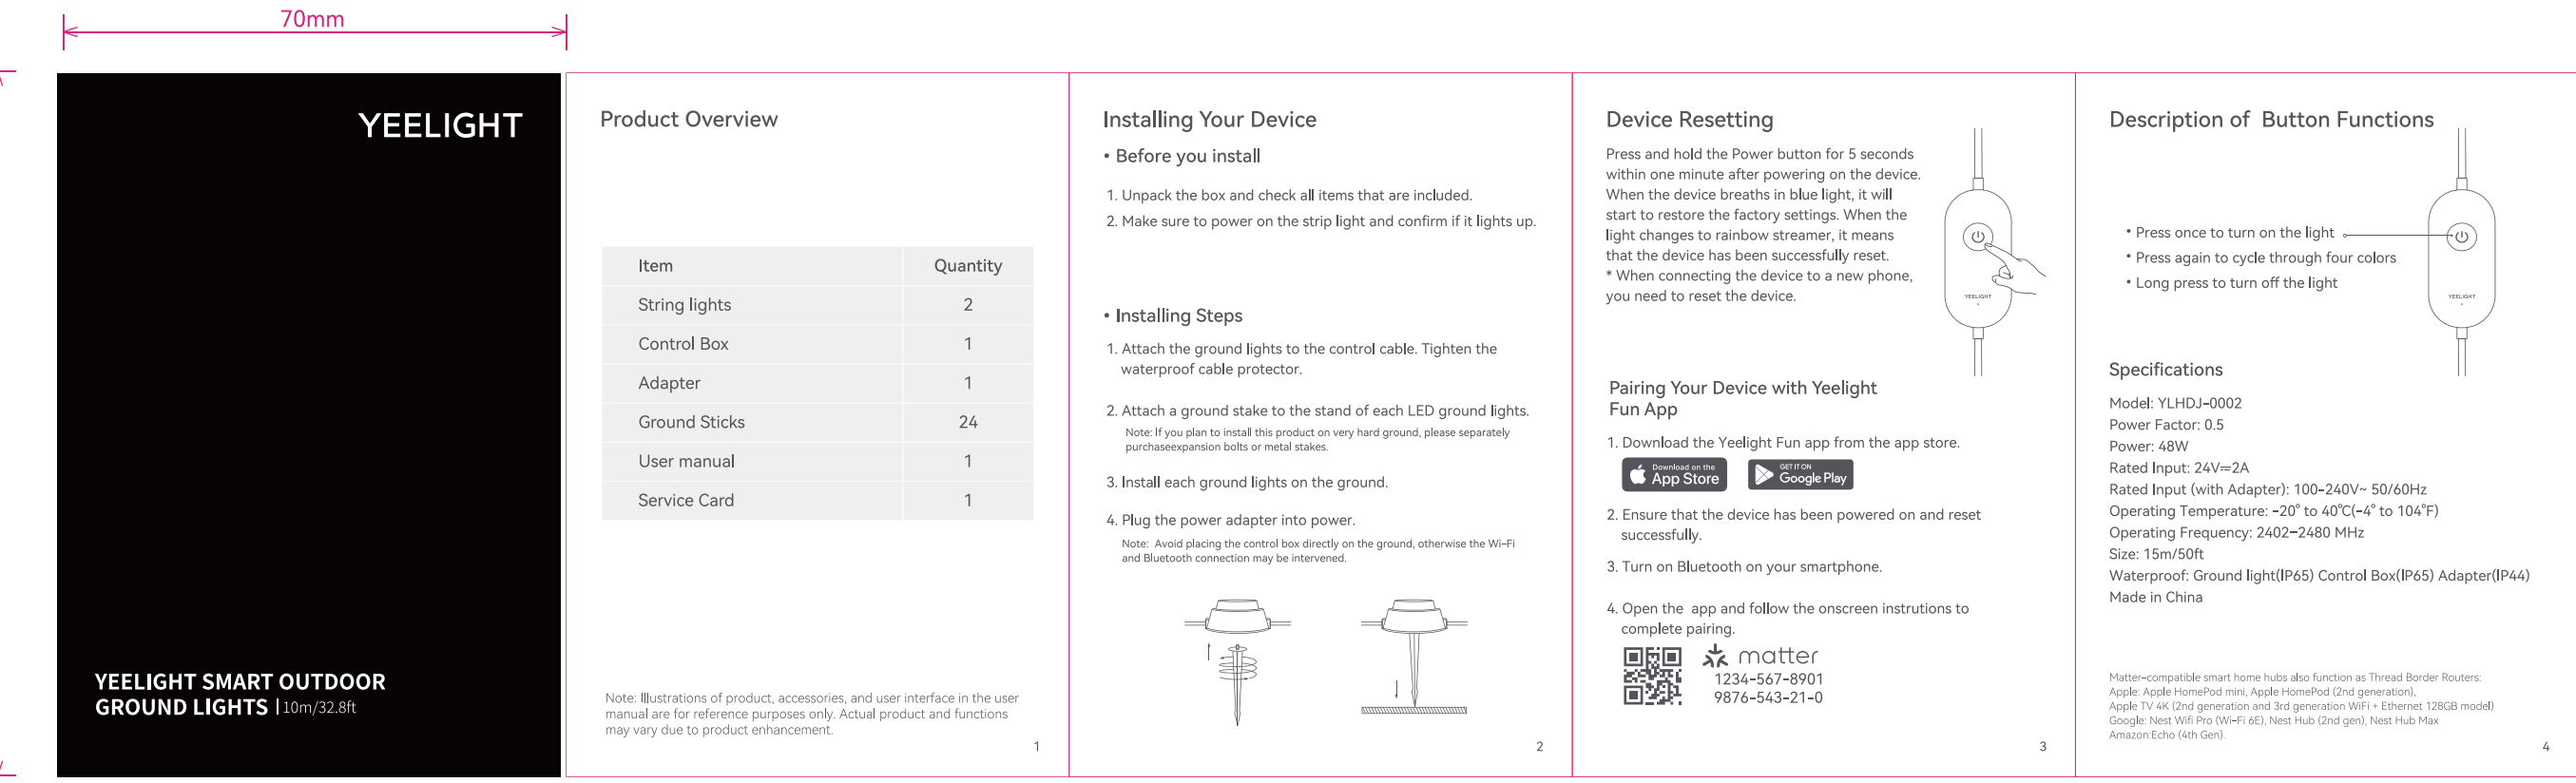 70mm
YEELIGHT
YEELIGHT SMART OUTDOOR
GROUND LIGHTS | 10m/32.8ft
Product Overview
Item Quantity
String lights 2
Control Box 1
Adapter 1
Ground Sticks 24
User manual 1
Service Card 1
Note: Illustrations of product, accessories, and user interface in the user
manual are for reference purposes only. Actual product and functions
may vary due to product enhancement.
1
Installing Your Device
• Before you install
1. Unpack the box and check all items that are included.
2. Make sure to power on the strip light and confirm if it lights up.
• Installing Steps
1. Attach the ground lights to the control cable. Tighten the
waterproof cable protector.
2. Attach a ground stake to the stand of each LED ground lights.
Note: If you plan to install this product on very hard ground, please separately
purchaseexpansion bolts or metal stakes.
3. Install each ground lights on the ground.
4. Plug the power adapter into power.
Note: Avoid placing the control box directly on the ground, otherwise the Wi-Fi
and Bluetooth connection may be intervened.
2
Device Resetting
Press and hold the Power button for 5 seconds
within one minute after powering on the device.
When the device breaths in blue light, it will
start to restore the factory settings. When the
light changes to rainbow streamer, it means
that the device has been successfully reset.
* When connecting the device to a new phone,
you need to reset the device.
YEELIGHT
Pairing Your Device with Yeelight
Fun App
1. Download the Yeelight Fun app from the app store.
Download on the
App Store
GET IT ON
Google Play
2. Ensure that the device has been powered on and reset
successfully.
3. Turn on Bluetooth on your smartphone.
4. Open the app and follow the onscreen instrutions to
complete pairing.
matter
1234-567-8901
9876-543-21-0
3
Description of Button Functions
• Press once to turn on the light
• Press again to cycle through four colors
• Long press to turn off the light
YEELIGHT
Specifications
Model: YLHDJ-0002
Power Factor: 0.5
Power: 48W
Rated Input: 24V⎓2A
Rated Input (with Adapter): 100-240V~ 50/60Hz
Operating Temperature: -20° to 40℃(-4° to 104℉)
Operating Frequency: 2402-2480 MHz
Size: 15m/50ft
Waterproof: Ground light(IP65) Control Box(IP65) Adapter(IP44)
Made in China
Matter-compatible smart home hubs also function as Thread Border Routers:
Apple: Apple HomePod mini, Apple HomePod (2nd generation),
Apple TV 4K (2nd generation and 3rd generation WiFi + Ethernet 128GB model)
Google: Nest Wifi Pro (Wi-Fi 6E), Nest Hub (2nd gen), Nest Hub Max
Amazon:Echo (4th Gen).
4